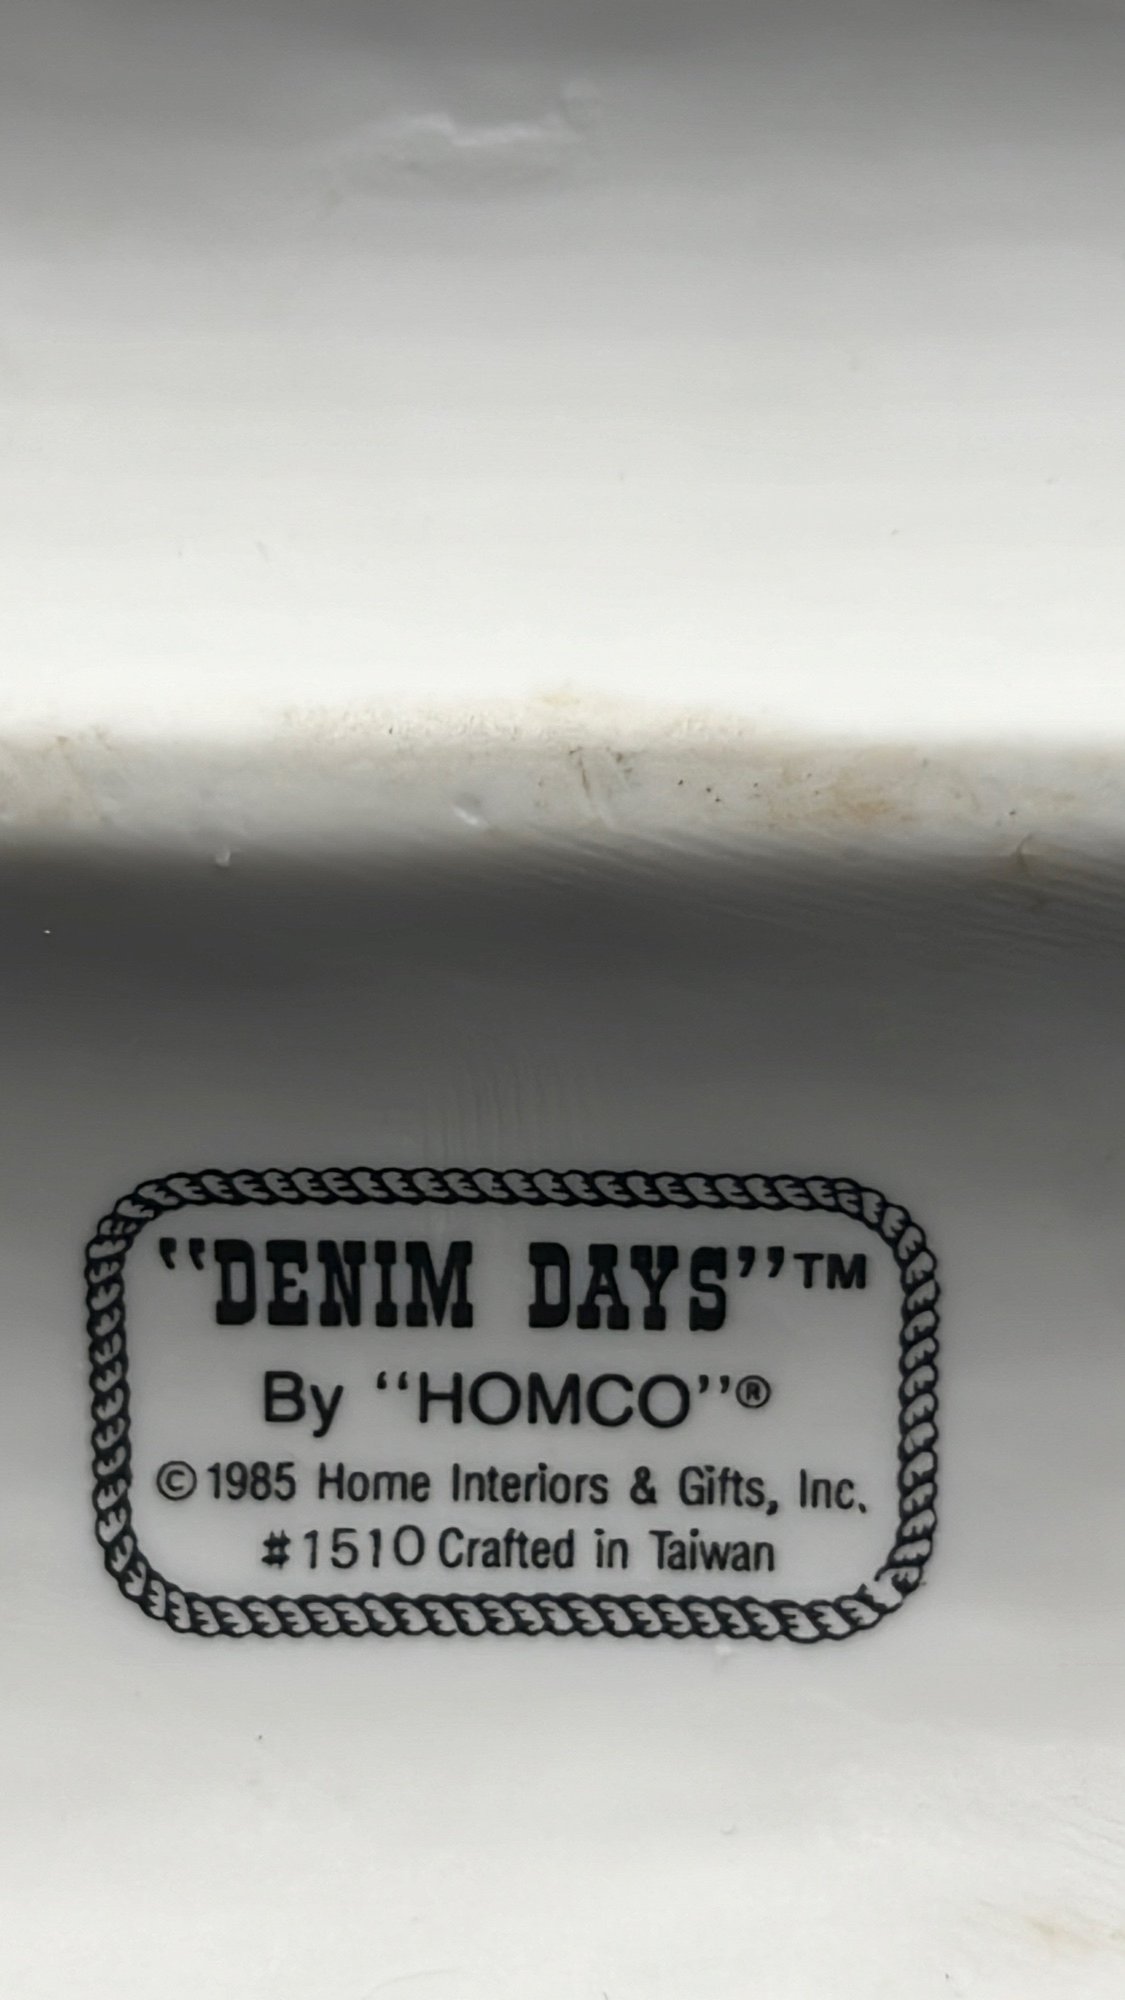 ‘‘DENIM DAYS’’™
By ‘‘HOMCO’’®
©1985 Home Interiors & Gifts, Inc.
#1510 Crafted in Taiwan